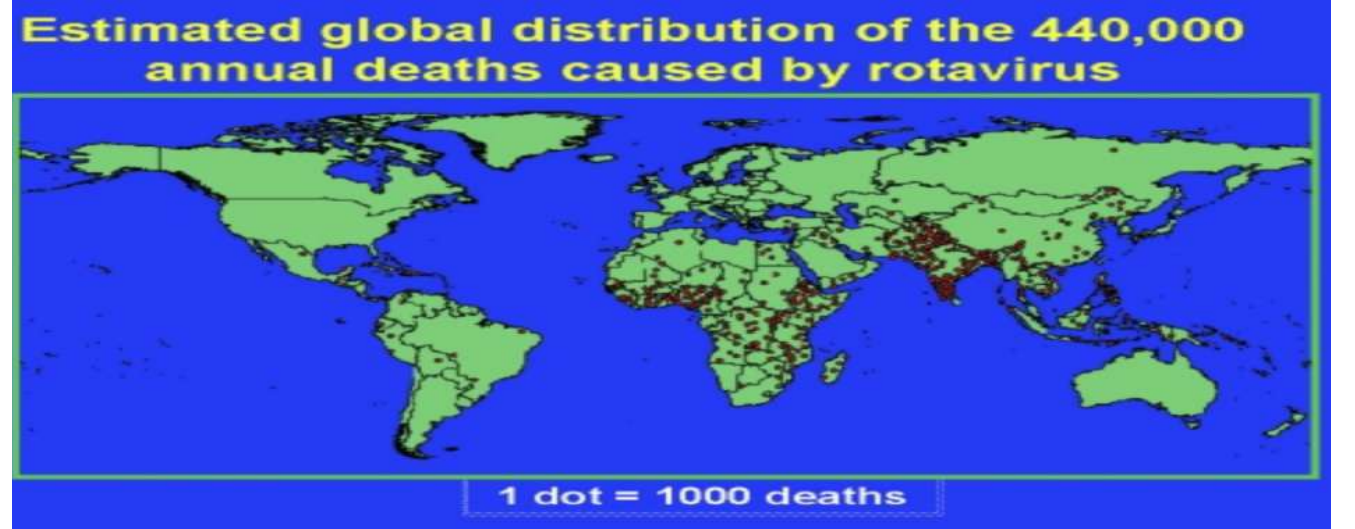 Estimated global distribution of the 440,000
annual deaths caused by rotavirus
1 dot = 1000 deaths